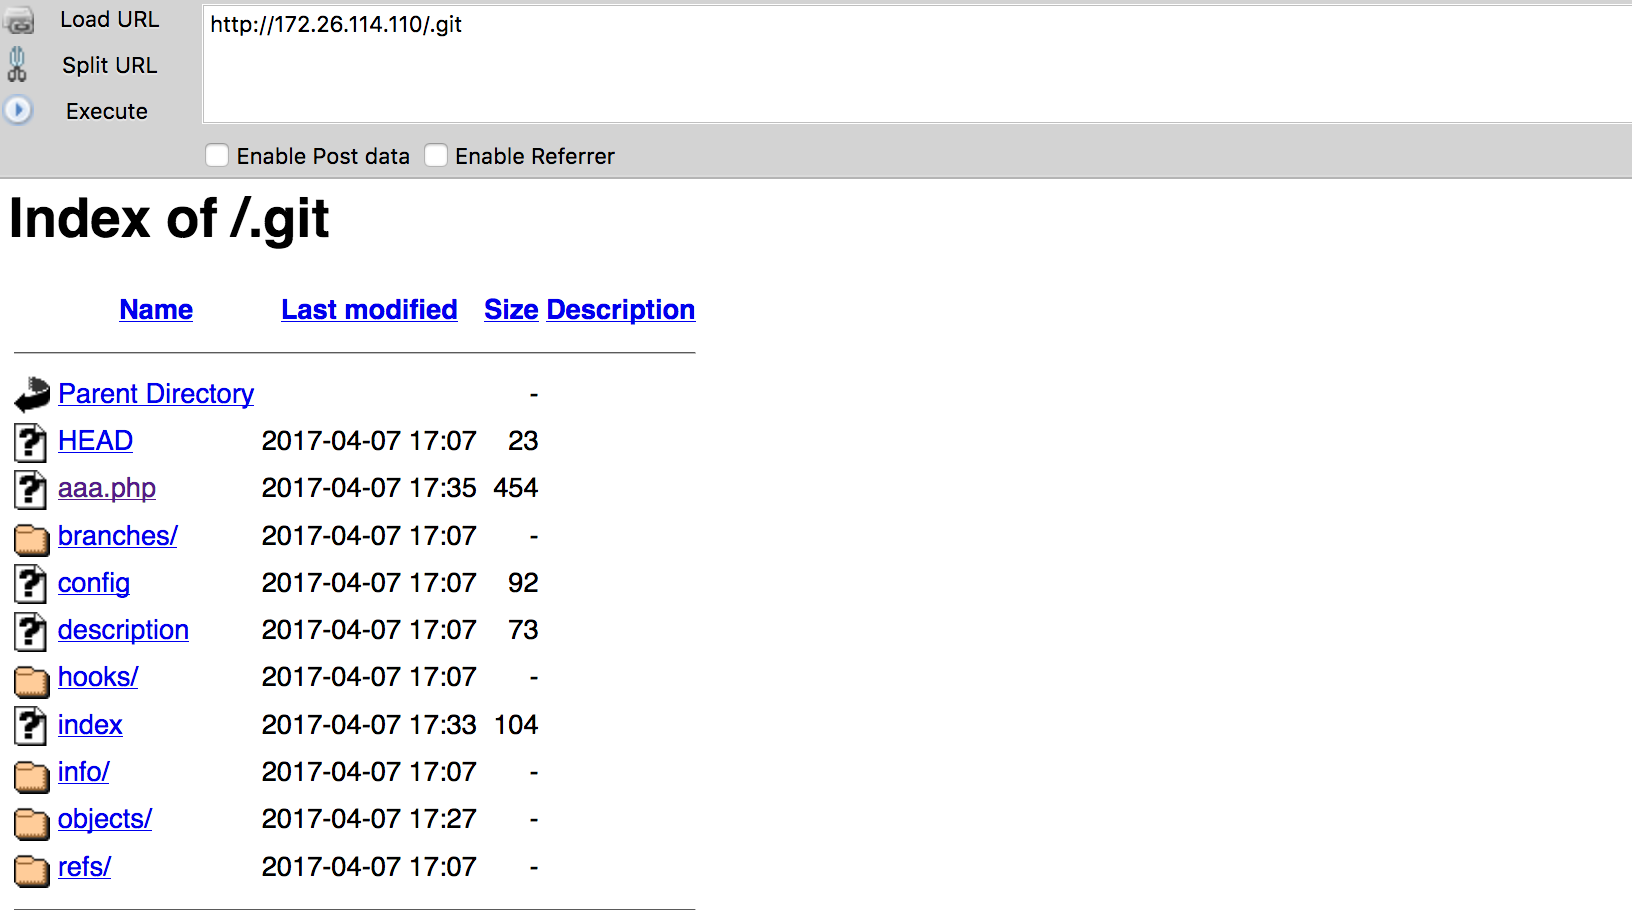 Load URL
http://172.26.114.110/.git
Split URL
Execute
Enable Post data Enable Referrer
Index of /.git
Name Last modified Size Description
Parent Directory -
HEAD 2017-04-07 17:07 23
aaa.php 2017-04-07 17:35 454
branches/ 2017-04-07 17:07 -
config 2017-04-07 17:07 92
description 2017-04-07 17:07 73
hooks/ 2017-04-07 17:07 -
index 2017-04-07 17:33 104
info/ 2017-04-07 17:07 -
objects/ 2017-04-07 17:27 -
refs/ 2017-04-07 17:07 -